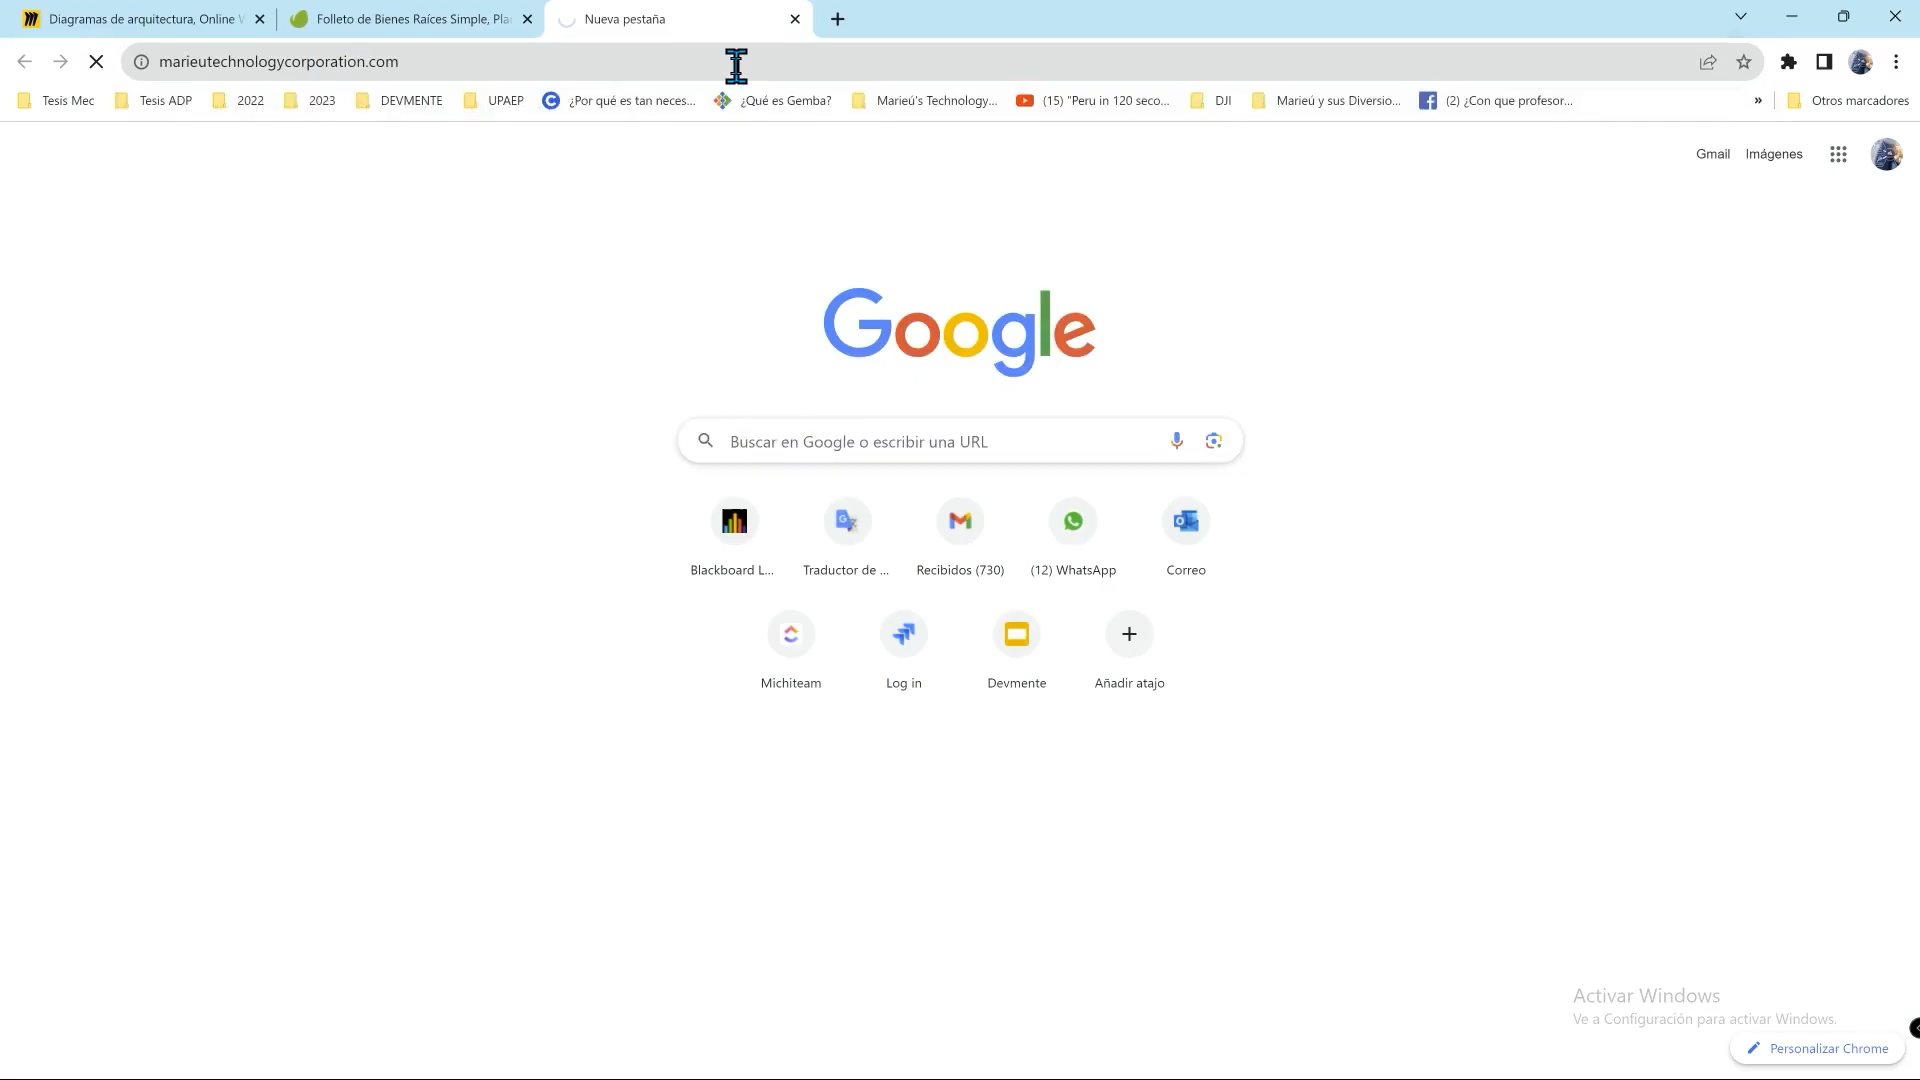 Diagramas de arquitectura, Online
Folleto de Bienes Raíces Simple, Pla
Nueva pestaña
marieutechnologycorporation.com
Tesis Mec
Tesis ADP
2022
2023
DEVMENTE
UPAEP
¿Por qué es tan neces...
¿Qué es Gemba?
Marieú's Technology...
(15) "Peru in 120 seco...
DJI
Marieú y sus Diversio...
(2) ¿Con que profesor...
»
Otros marcadores
Gmail
Imágenes
Google
Buscar en Google o escribir una URL
Blackboard L...
Traductor de ...
Recibidos (730)
(12) WhatsApp
Correo
Michiteam
Log in
Devmente
Añadir atajo
Activar Windows
Ve a Configuración para activar Windows.
Personalizar Chrome